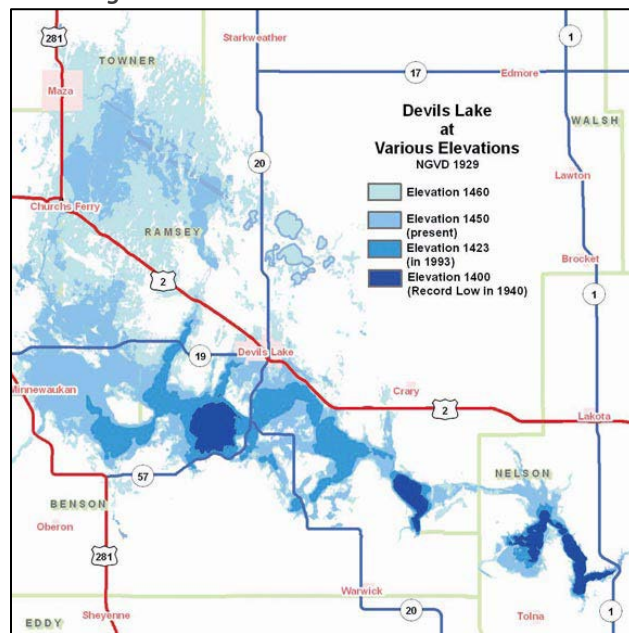 281
Starkweather
1
TOWNER
17
Edmore
Maza
Devils Lake
at
Various Elevations
NGVD 1929
WALSH
20
Elevation 1460
Lawton
Churchs Ferry
Elevation 1450
(present)
RAMSEY
Elevation 1423
(in 1993)
Brocket
2
Elevation 1400
(Record Low in 1940)
1
19
Devils Lake
Minnewaukan
Crary
2
Lakota
57
NELSON
BENSON
Oberon
281
Warwick
EDDY
Sheyenne
20
Tolna
1